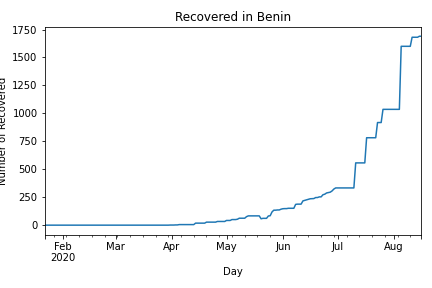 Recovered in Benin
1750
1500
1250
1000
750
500
250
0
Number of Recovered
Feb
2020
Mar
Apr
May
Jun
Jul
Aug
Day